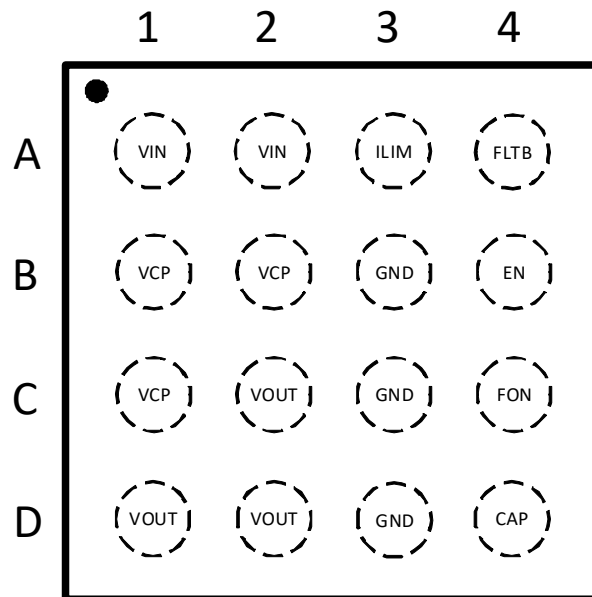 1 2 3 4
A VIN VIN ILIM FLTB
B VCP VCP GND EN
C VCP VOUT GND FON
D VOUT VOUT GND CAP